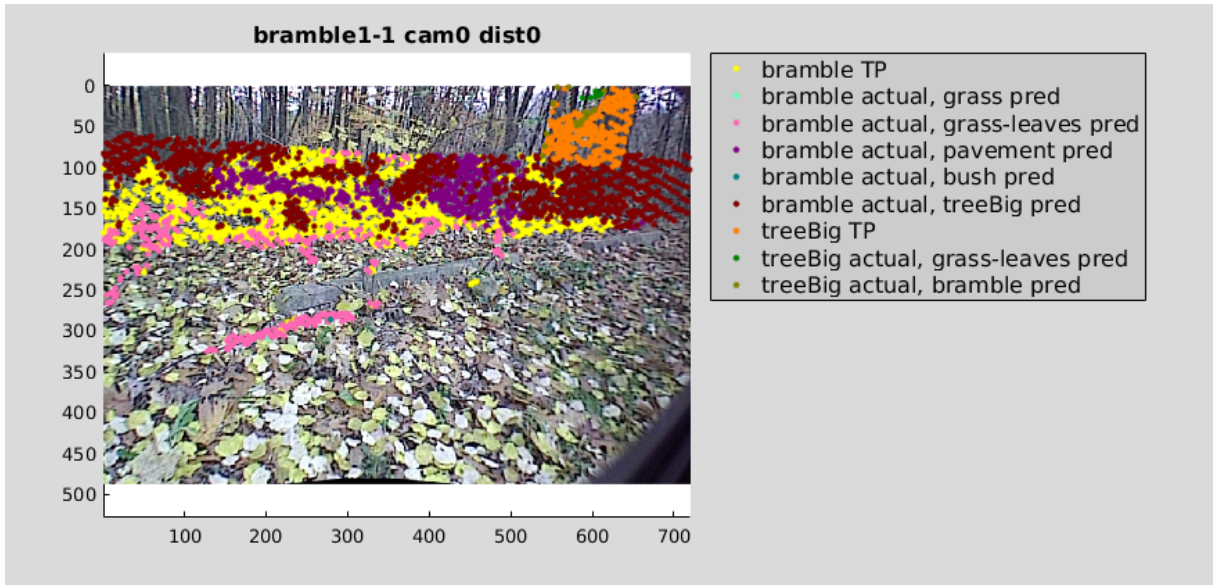 bramble1-1 cam0 dist0
0
50
100
150
200
250
300
350
400
450
500
100 200 300 400 500 600 700
bramble TP
bramble actual, grass pred
bramble actual, grass-leaves pred
bramble actual, pavement pred
bramble actual, bush pred
bramble actual, treeBig pred
treeBig TP
treeBig actual, grass-leaves pred
treeBig actual, bramble pred